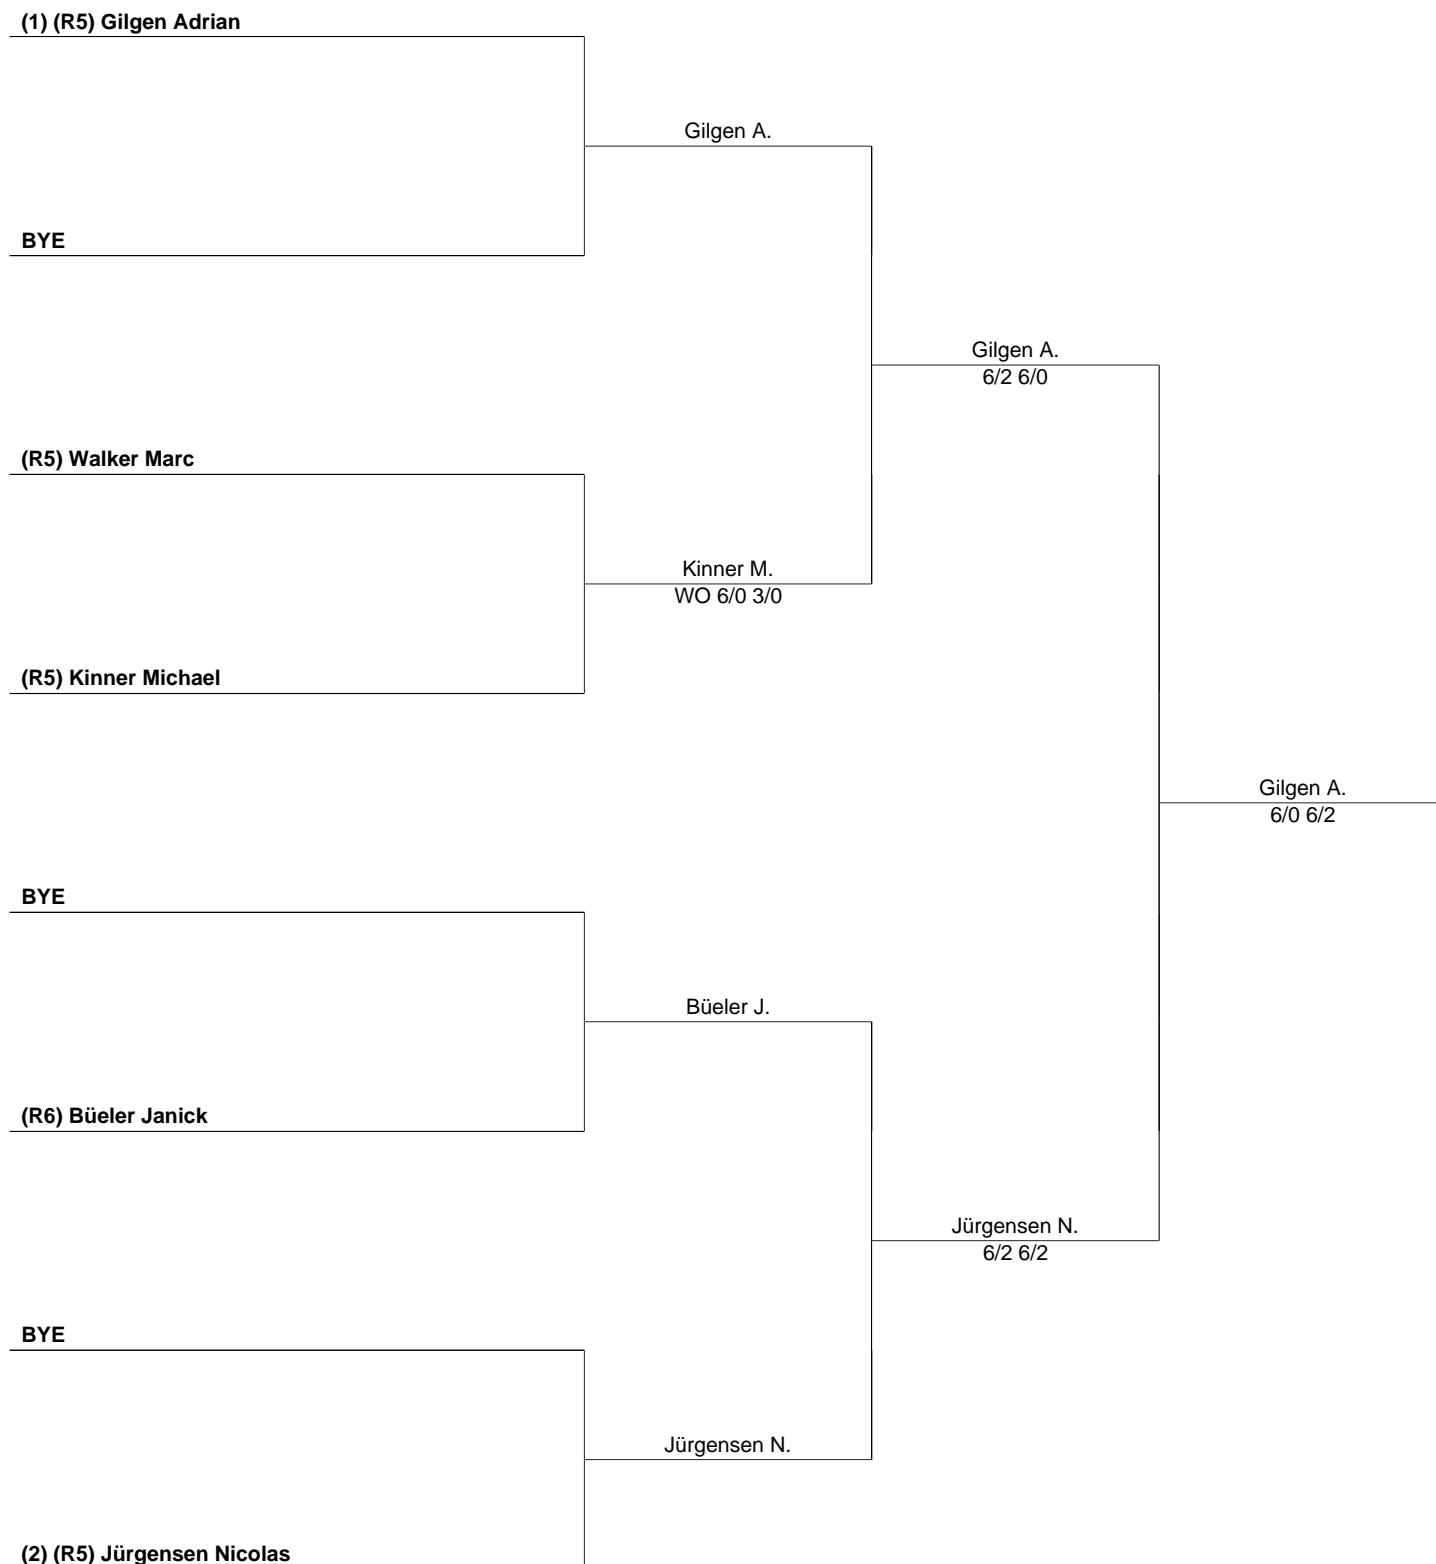 (1) (R5) Gilgen Adrian
Gilgen A.
BYE
Gilgen A.
6/2 6/0
(R5) Walker Marc
Kinner M.
WO 6/0 3/0
(R5) Kinner Michael
Gilgen A.
6/0 6/2
BYE
Büeler J.
(R6) Büeler Janick
Jürgensen N.
6/2 6/2
BYE
Jürgensen N.
(2) (R5) Jürgensen Nicolas